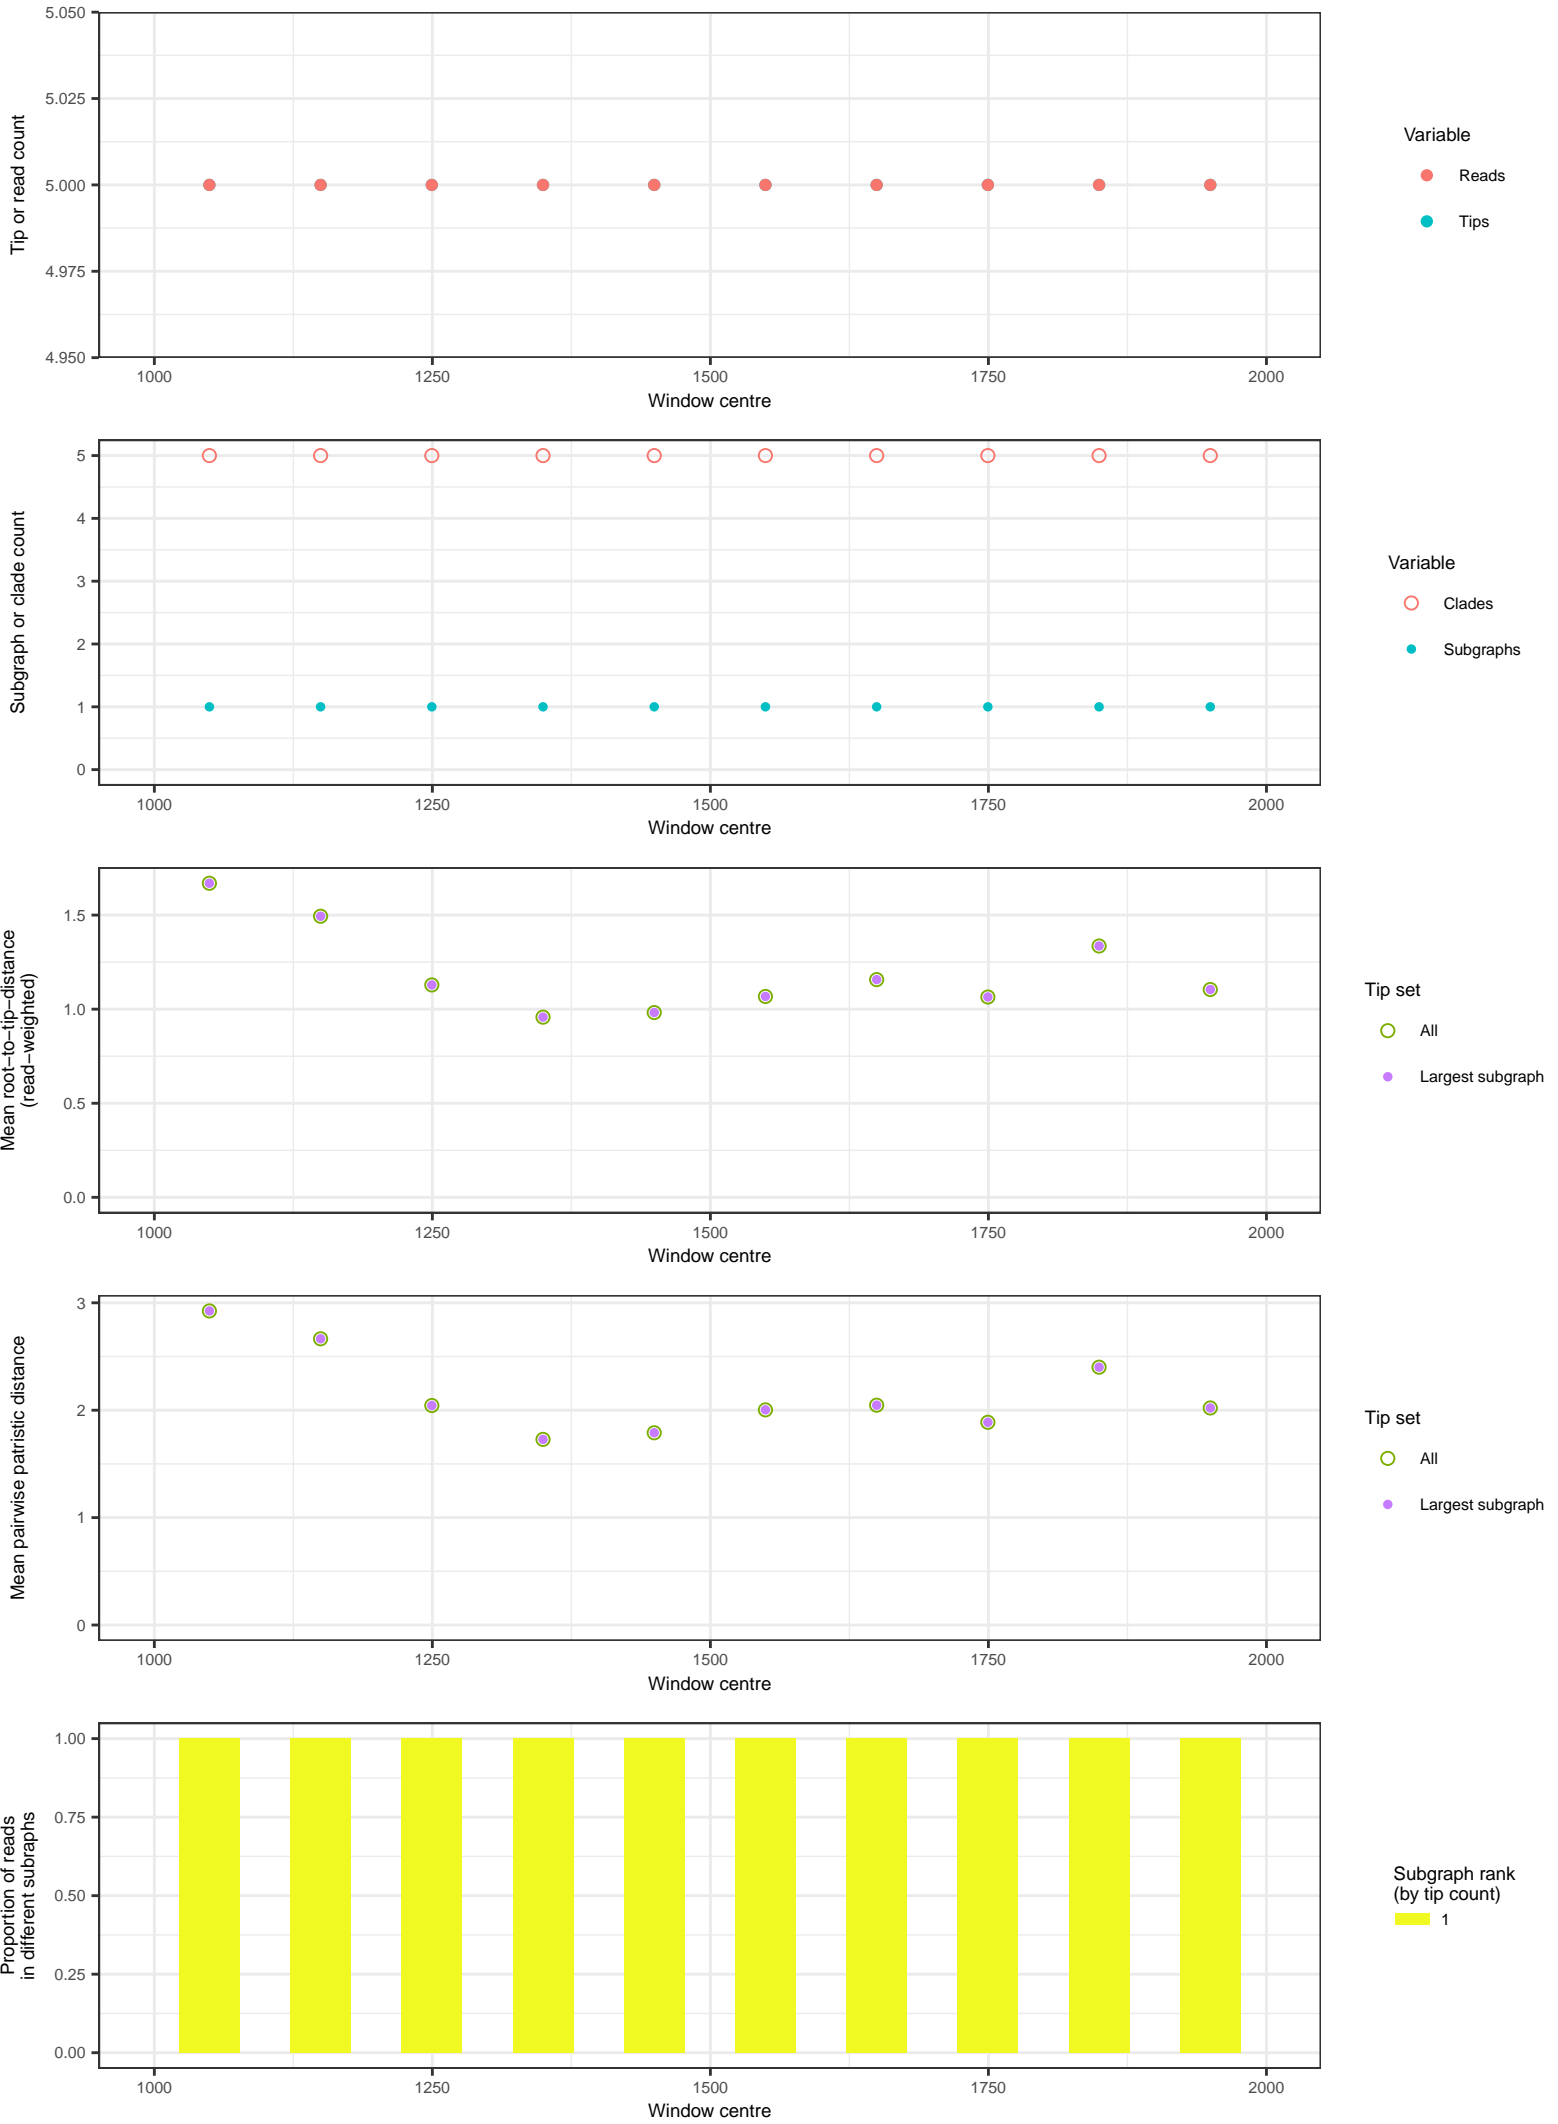 5.050
5.025
5.000
4.975
4.950
Tip or read count
1000 1250 1500 1750 2000
Window centre
Variable
Reads
Tips
5
4
3
2
1
0
Subgraph or clade count
1000 1250 1500 1750 2000
Window centre
Variable
Clades
Subgraphs
1.5
1.0
0.5
0.0
Mean root−to−tip−distance
(read−weighted)
1000 1250 1500 1750 2000
Window centre
Tip set
All
Largest subgraph
3
2
1
0
Mean pairwise patristic distance
1000 1250 1500 1750 2000
Window centre
Tip set
All
Largest subgraph
1.00
0.75
0.50
0.25
0.00
Proportion of reads
in different subraphs
1000 1250 1500 1750 2000
Window centre
Subgraph rank
(by tip count)
1